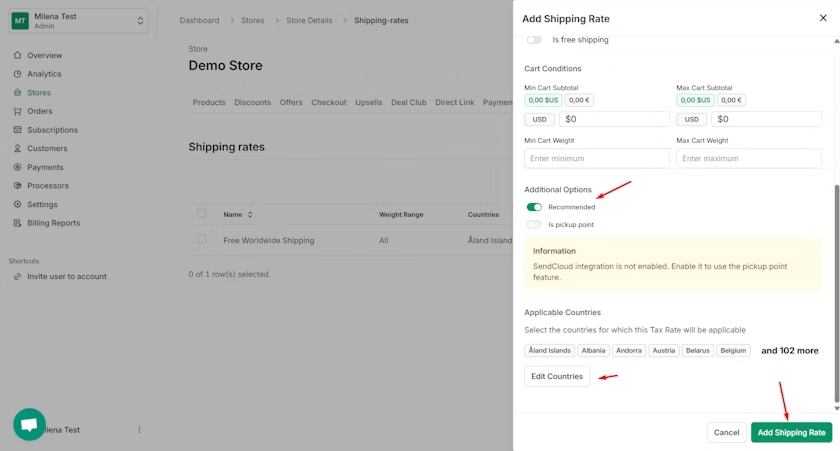 MT
Milena Test
Admin
Overview
Analytics
Stores
Orders
Subscriptions
Customers
Payments
Processors
Settings
Billing Reports
Shortcuts
Invite user to account
ilena Test
Dashboard
Stores
Store Details
Shipping-rates
Store
Demo Store
Products Discounts Offers Checkout Upsells Deal Club Direct Link Paymen
Shipping rates
Name Weight Range Countries
Free Worldwide Shipping All Åland Island
0 of 1 row(s) selected.
Add Shipping Rate
Is free shipping
Cart Conditions
Min Cart Subtotal Max Cart Subtotal
0,00 $US 0,00 € 0,00 $US 0,00 €
USD $0 USD $0
Min Cart Weight Max Cart Weight
Enter minimum Enter maximum
Additional Options
Recommended
Is pickup point
Information
SendCloud integration is not enabled. Enable it to use the pickup point
feature.
Applicable Countries
Select the countries for which this Tax Rate will be applicable
Åland Islands Albania Andorra Austria Belarus Belgium and 102 more
Edit Countries
Cancel Add Shipping Rate